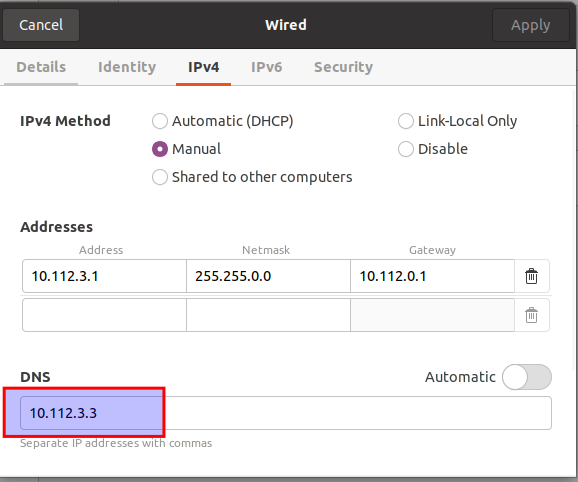 Cancel Wired Apply
Details Identity IPv4 IPv6 Security
IPv4 Method Automatic (DHCP) Link-Local Only
Manual Disable
Shared to other computers
Addresses
Address Netmask Gateway
10.112.3.1 255.255.0.0 10.112.0.1
DNS Automatic
10.112.3.3
Separate IP addresses with commas